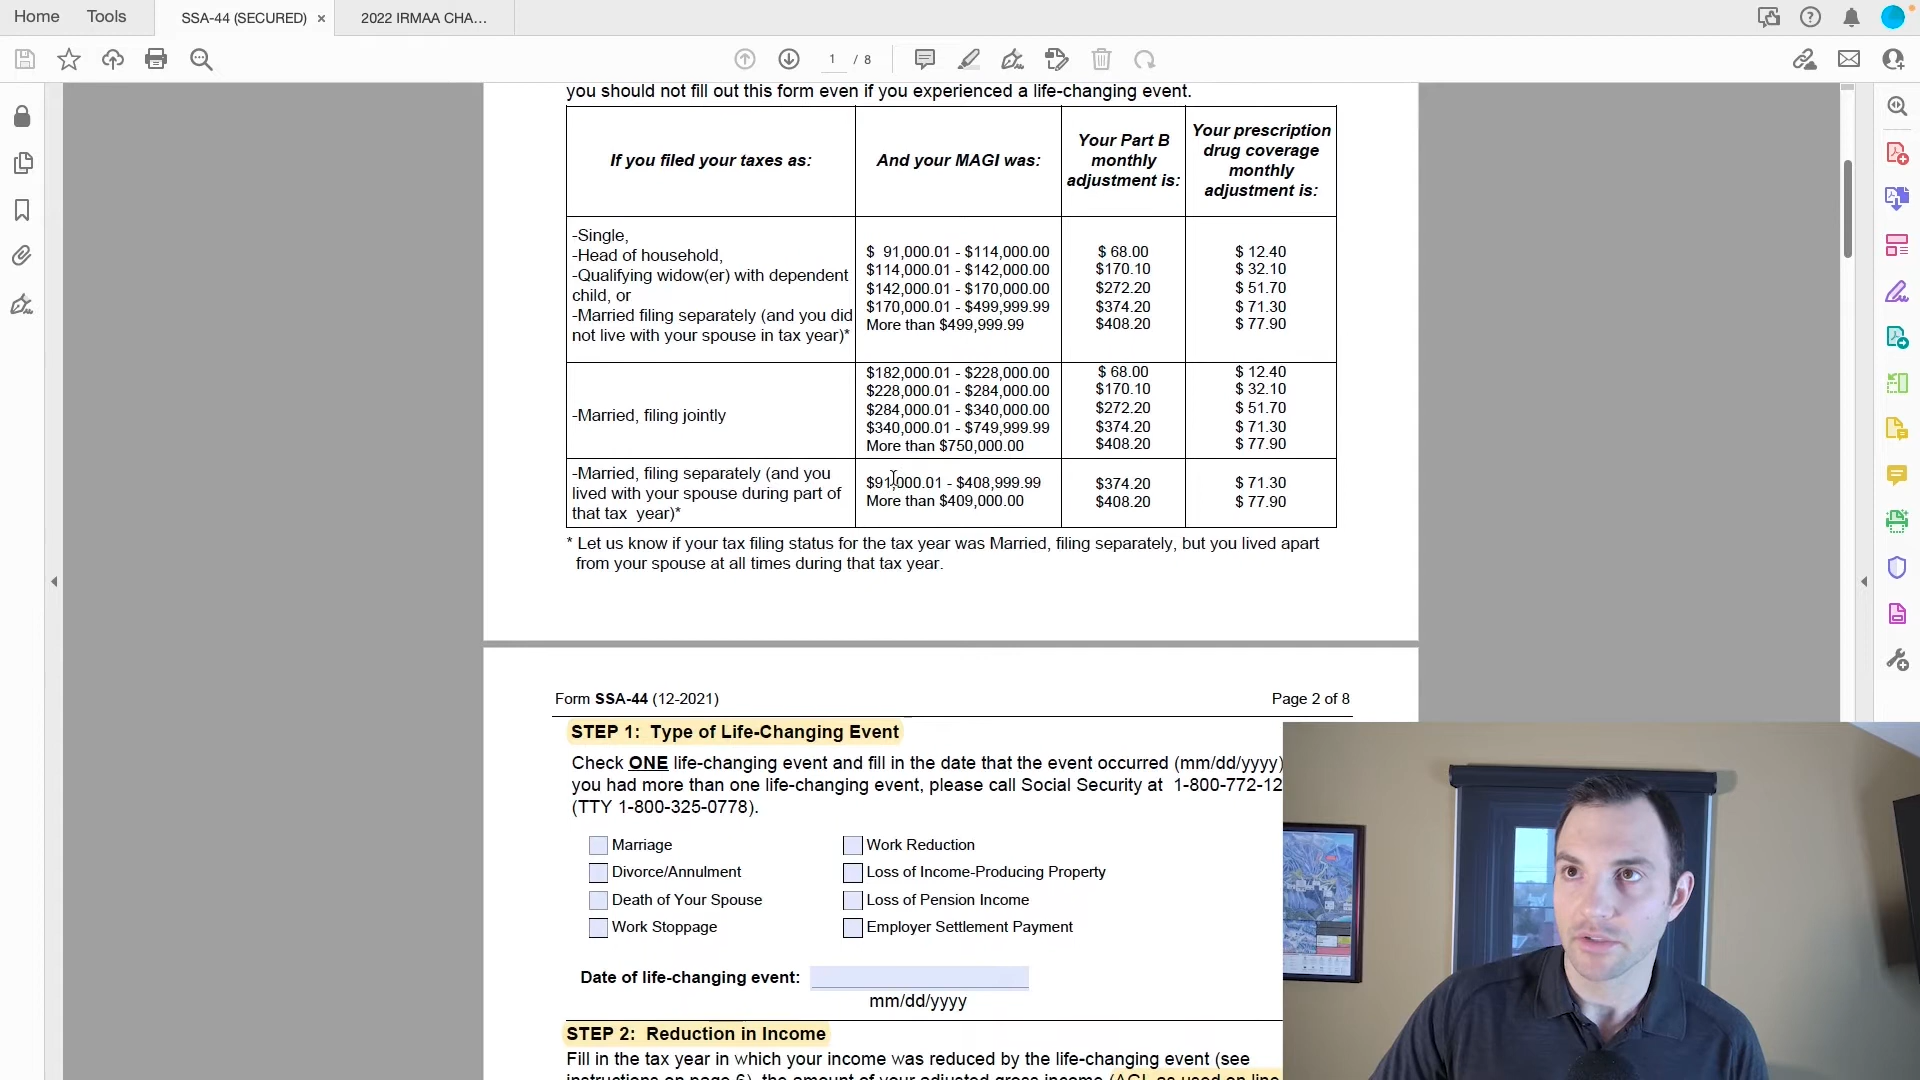 Home Tools SSA-44 (SECURED) × 2022 IRMAA CHA...
1 / 8
you should not fill out this form even if you experienced a life-changing event.
If you filed your taxes as:
And your MAGI was:
Your Part B
monthly
adjustment is:
Your prescription
drug coverage
monthly
adjustment is:
-Single,
-Head of household,
-Qualifying widow(er) with dependent
child, or
-Married filing separately (and you did
not live with your spouse in tax year)*
$ 91,000.01 - $114,000.00 $ 68.00 $ 12.40
$114,000.01 - $142,000.00 $170.10 $ 32.10
$142,000.01 - $170,000.00 $272.20 $ 51.70
$170,000.01 - $499,999.99 $374.20 $ 71.30
More than $499,999.99 $408.20 $ 77.90
-Married, filing jointly
$182,000.01 - $228,000.00 $ 68.00 $ 12.40
$228,000.01 - $284,000.00 $170.10 $ 32.10
$284,000.01 - $340,000.00 $272.20 $ 51.70
$340,000.01 - $749,999.99 $374.20 $ 71.30
More than $750,000.00 $408.20 $ 77.90
-Married, filing separately (and you
lived with your spouse during part of
that tax year)*
$91,000.01 - $408,999.99 $374.20 $ 71.30
More than $409,000.00 $408.20 $ 77.90
* Let us know if your tax filing status for the tax year was Married, filing separately, but you lived apart
from your spouse at all times during that tax year.
Form SSA-44 (12-2021) Page 2 of 8
STEP 1: Type of Life-Changing Event
Check ONE life-changing event and fill in the date that the event occurred (mm/dd/yyyy)
you had more than one life-changing event, please call Social Security at 1-800-772-12
(TTY 1-800-325-0778).
Marriage Work Reduction
Divorce/Annulment Loss of Income-Producing Property
Death of Your Spouse Loss of Pension Income
Work Stoppage Employer Settlement Payment
Date of life-changing event:
mm/dd/yyyy
STEP 2: Reduction in Income
Fill in the tax year in which your income was reduced by the life-changing event (see
instructions on page 6), the amount of your adjusted gross income (AGI, as used on line